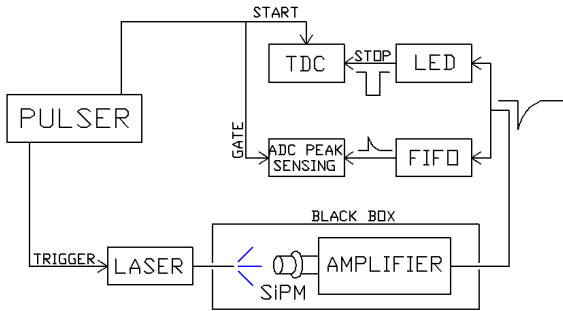 START
TDC
STOP
LED
PULSER
GATE
ADC PEAK
SENSING
FIFO
BLACK BOX
TRIGGER
LASER
SiPM
AMPLIFIER